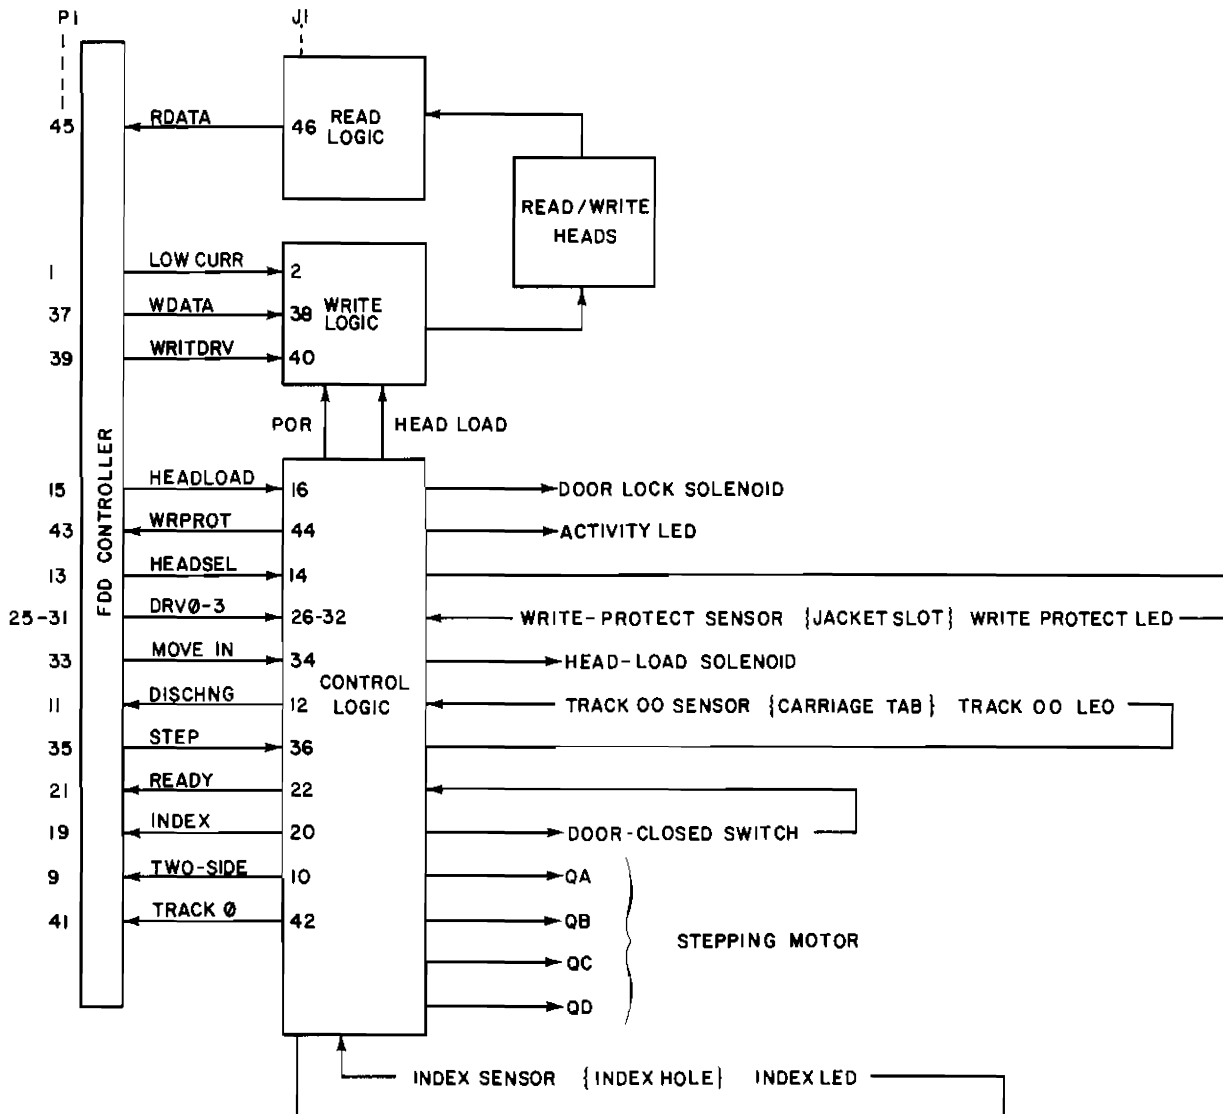 P1 J1
45 RDATA 46 READ LOGIC
READ/WRITE HEADS
1 LOW CURR 2
37 WDATA 38 WRITE LOGIC
39 WRITDRV 40
POR HEAD LOAD
FDD CONTROLLER
15 HEADLOAD 16 DOOR LOCK SOLENOID
43 WRPROT 44 ACTIVITY LED
13 HEADSEL 14
25-31 DRVØ-3 26-32 WRITE-PROTECT SENSOR {JACKET SLOT} WRITE PROTECT LED
33 MOVE IN 34 HEAD-LOAD SOLENOID
CONTROL LOGIC
11 DISCHNG 12 TRACK 00 SENSOR {CARRIAGE TAB} TRACK 00 LEO
35 STEP 36
21 READY 22
19 INDEX 20 DOOR-CLOSED SWITCH
9 TWO-SIDE 10 QA
41 TRACK Ø 42 QB
STEPPING MOTOR
QC
QD
INDEX SENSOR {INDEX HOLE} INDEX LED